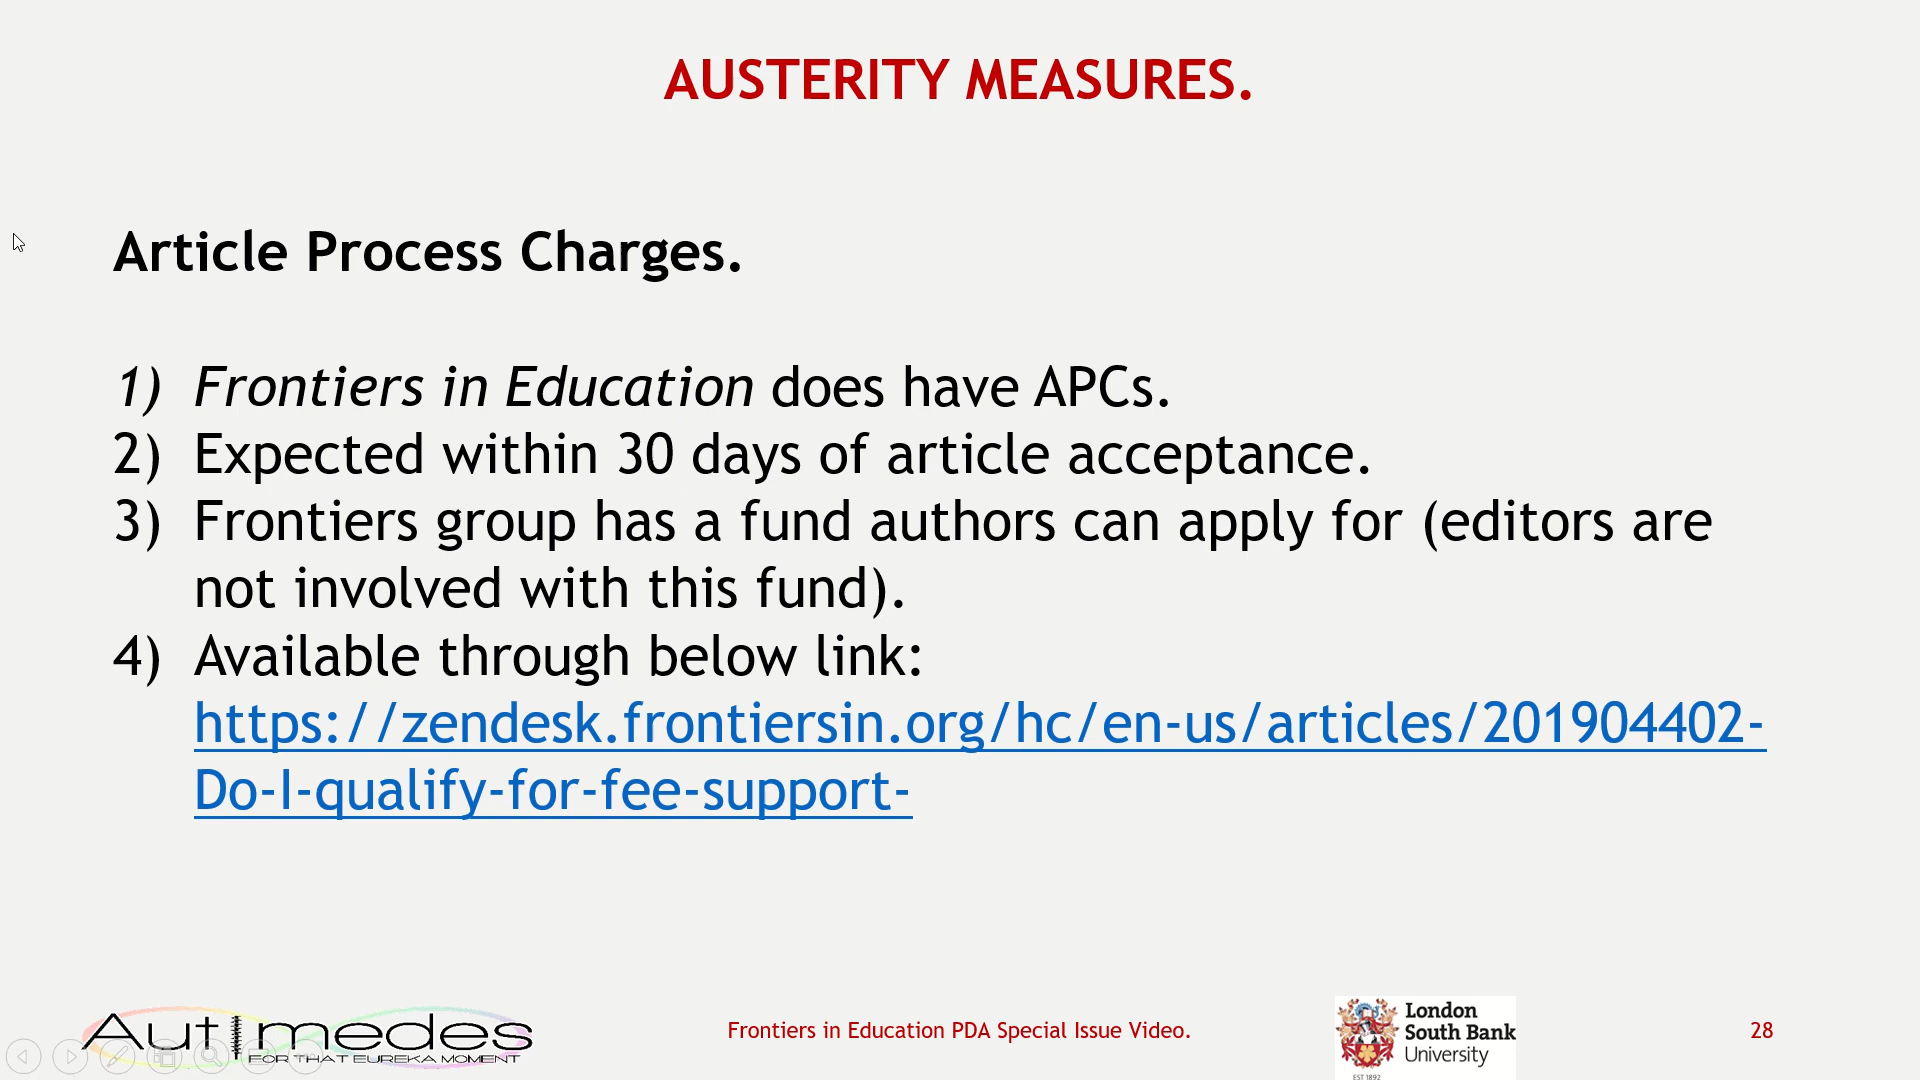 AUSTERITY MEASURES.
Article Process Charges.
1) Frontiers in Education does have APCs.
2) Expected within 30 days of article acceptance.
3) Frontiers group has a fund authors can apply for (editors are
not involved with this fund).
4) Available through below link:
https://zendesk.frontiersin.org/hc/en-us/articles/201904402-
Do-I-qualify-for-fee-support-
Autimedes
FOR THAT EUREKA MOMENT
Frontiers in Education PDA Special Issue Video.
London
South Bank
University
EST 1892
28